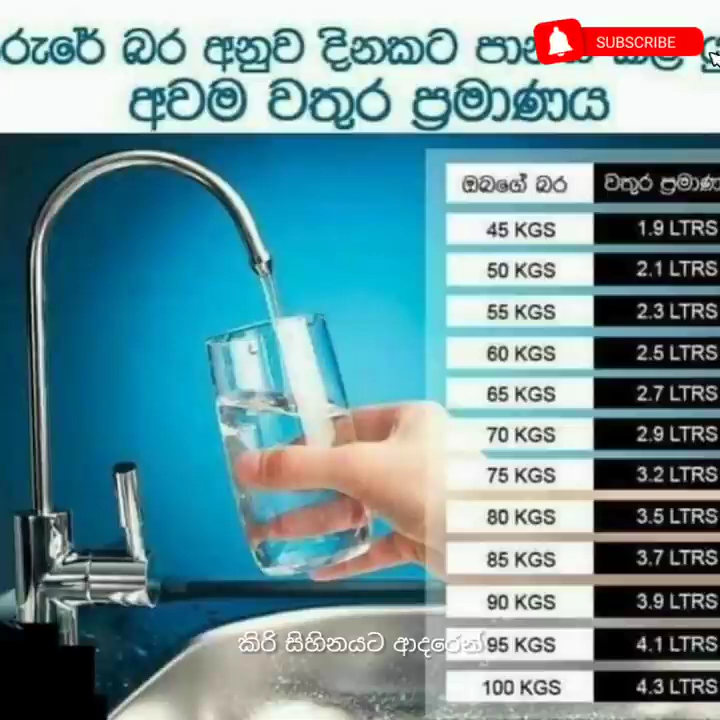 රුරේ බර අනුව දිනකට
අවම වතුර ප්‍රමාණය
SUBSCRIBE
ඔබගේ බර වතුර ප්‍රමාණ
45 KGS 1.9 LTRS
50 KGS 2.1 LTRS
55 KGS 2.3 LTRS
60 KGS 2.5 LTRS
65 KGS 2.7 LTRS
70 KGS 2.9 LTRS
75 KGS 3.2 LTRS
80 KGS 3.5 LTRS
85 KGS 3.7 LTRS
90 KGS 3.9 LTRS
95 KGS 4.1 LTRS
100 KGS 4.3 LTRS
කිරි සිහිනයට ආදරෙන්